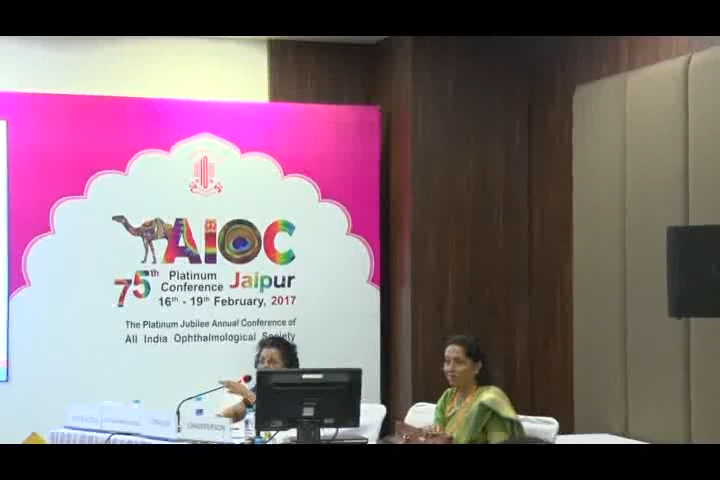 AIOC
75th Platinum Conference Jaipur
16th - 19th February, 2017
The Platinum Jubilee Annual Conference of
All India Ophthalmological Society
CHAIRPERSON